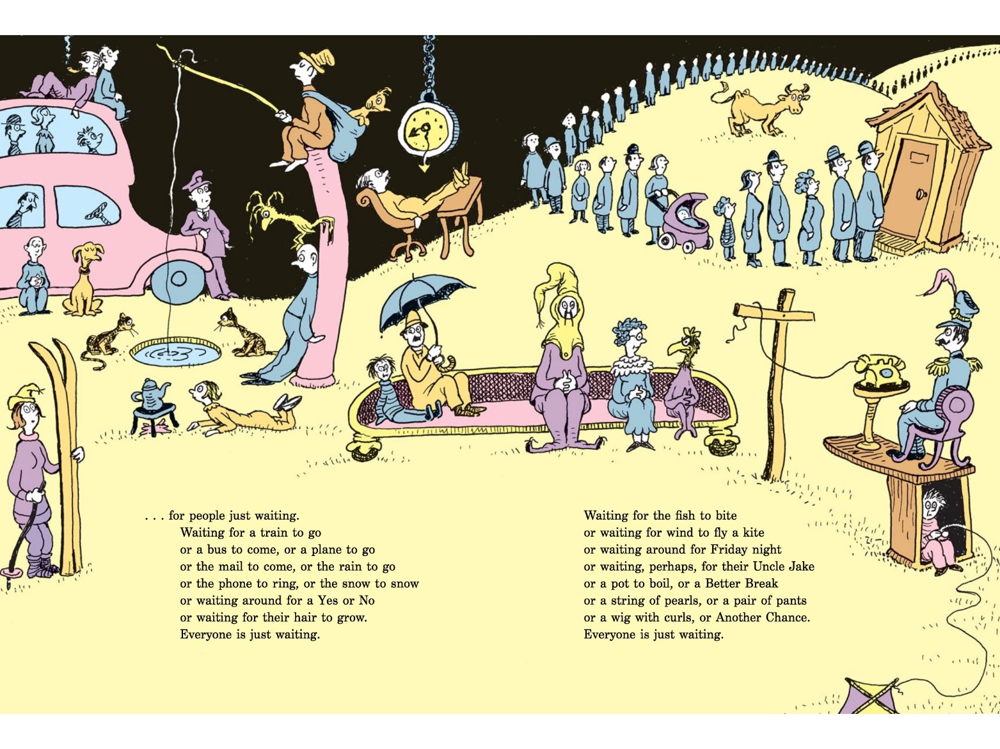 . . . for people just waiting.
Waiting for a train to go
or a bus to come, or a plane to go
or the mail to come, or the rain to go
or the phone to ring, or the snow to snow
or waiting around for a Yes or No
or waiting for their hair to grow.
Everyone is just waiting.
Waiting for the fish to bite
or waiting for wind to fly a kite
or waiting around for Friday night
or waiting, perhaps, for their Uncle Jake
or a pot to boil, or a Better Break
or a string of pearls, or a pair of pants
or a wig with curls, or Another Chance.
Everyone is just waiting.